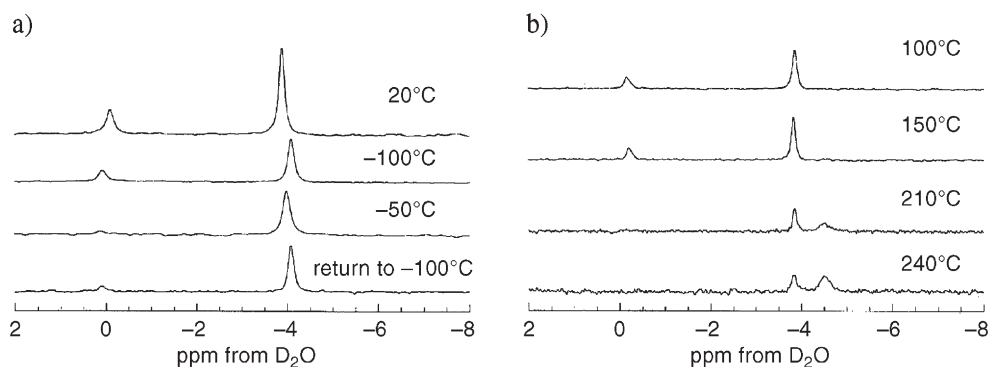 a)
20°C
–100°C
–50°C
return to –100°C
2 0 –2 –4 –6 –8
ppm from D₂O
b)
100°C
150°C
210°C
240°C
2 0 –2 –4 –6 –8
ppm from D₂O